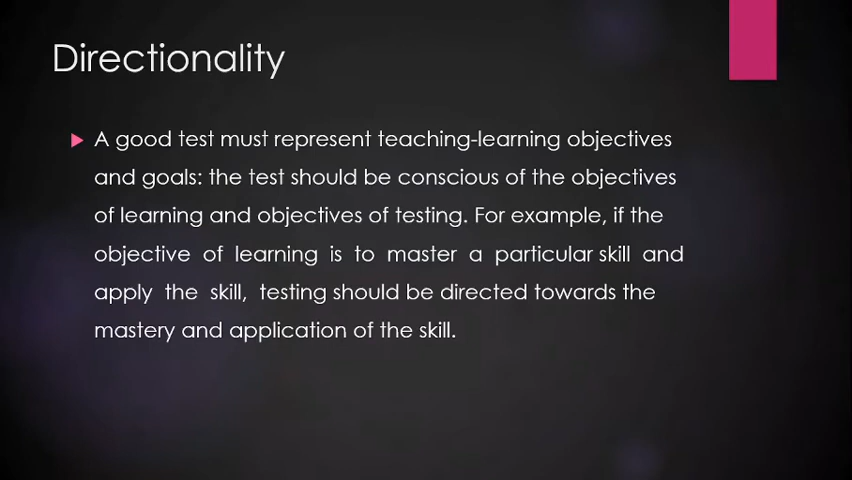 Directionality
A good test must represent teaching-learning objectives
and goals: the test should be conscious of the objectives
of learning and objectives of testing. For example, if the
objective of learning is to master a particular skill and
apply the skill, testing should be directed towards the
mastery and application of the skill.